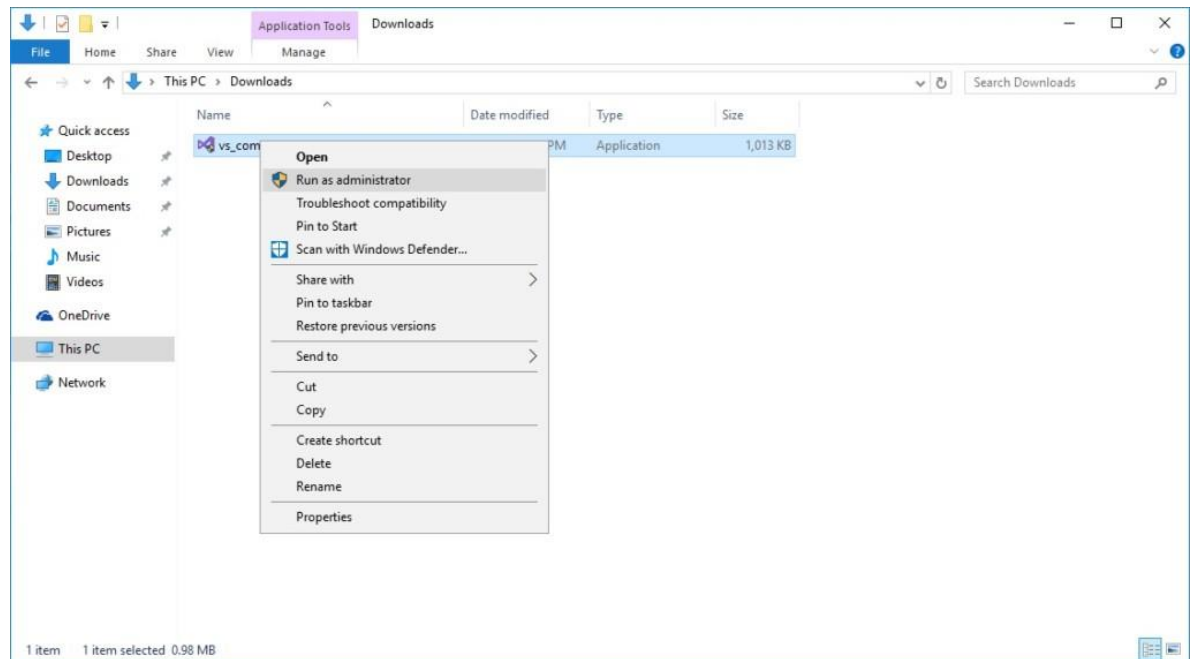 Application Tools Downloads
File Home Share View Manage
This PC Downloads Search Downloads
Name Date modified Type Size
vs_com PM Application 1,013 KB
Quick access
Desktop
Downloads
Documents
Pictures
Music
Videos
OneDrive
This PC
Network
Open
Run as administrator
Troubleshoot compatibility
Pin to Start
Scan with Windows Defender...
Share with
Pin to taskbar
Restore previous versions
Send to
Cut
Copy
Create shortcut
Delete
Rename
Properties
1 item 1 item selected 0.98 MB